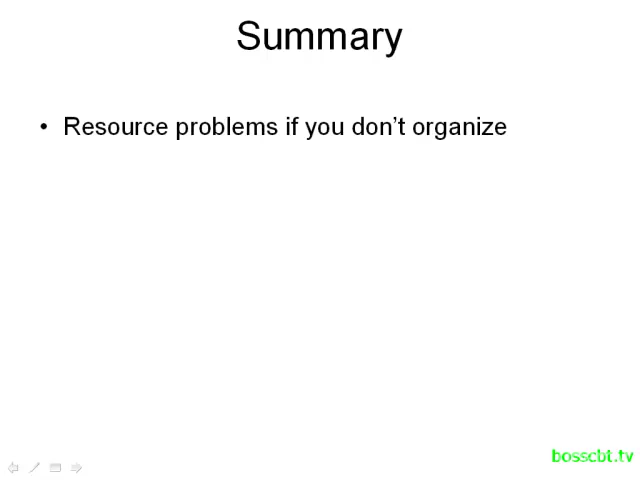 Summary
• Resource problems if you don't organize
bosscbt.tv